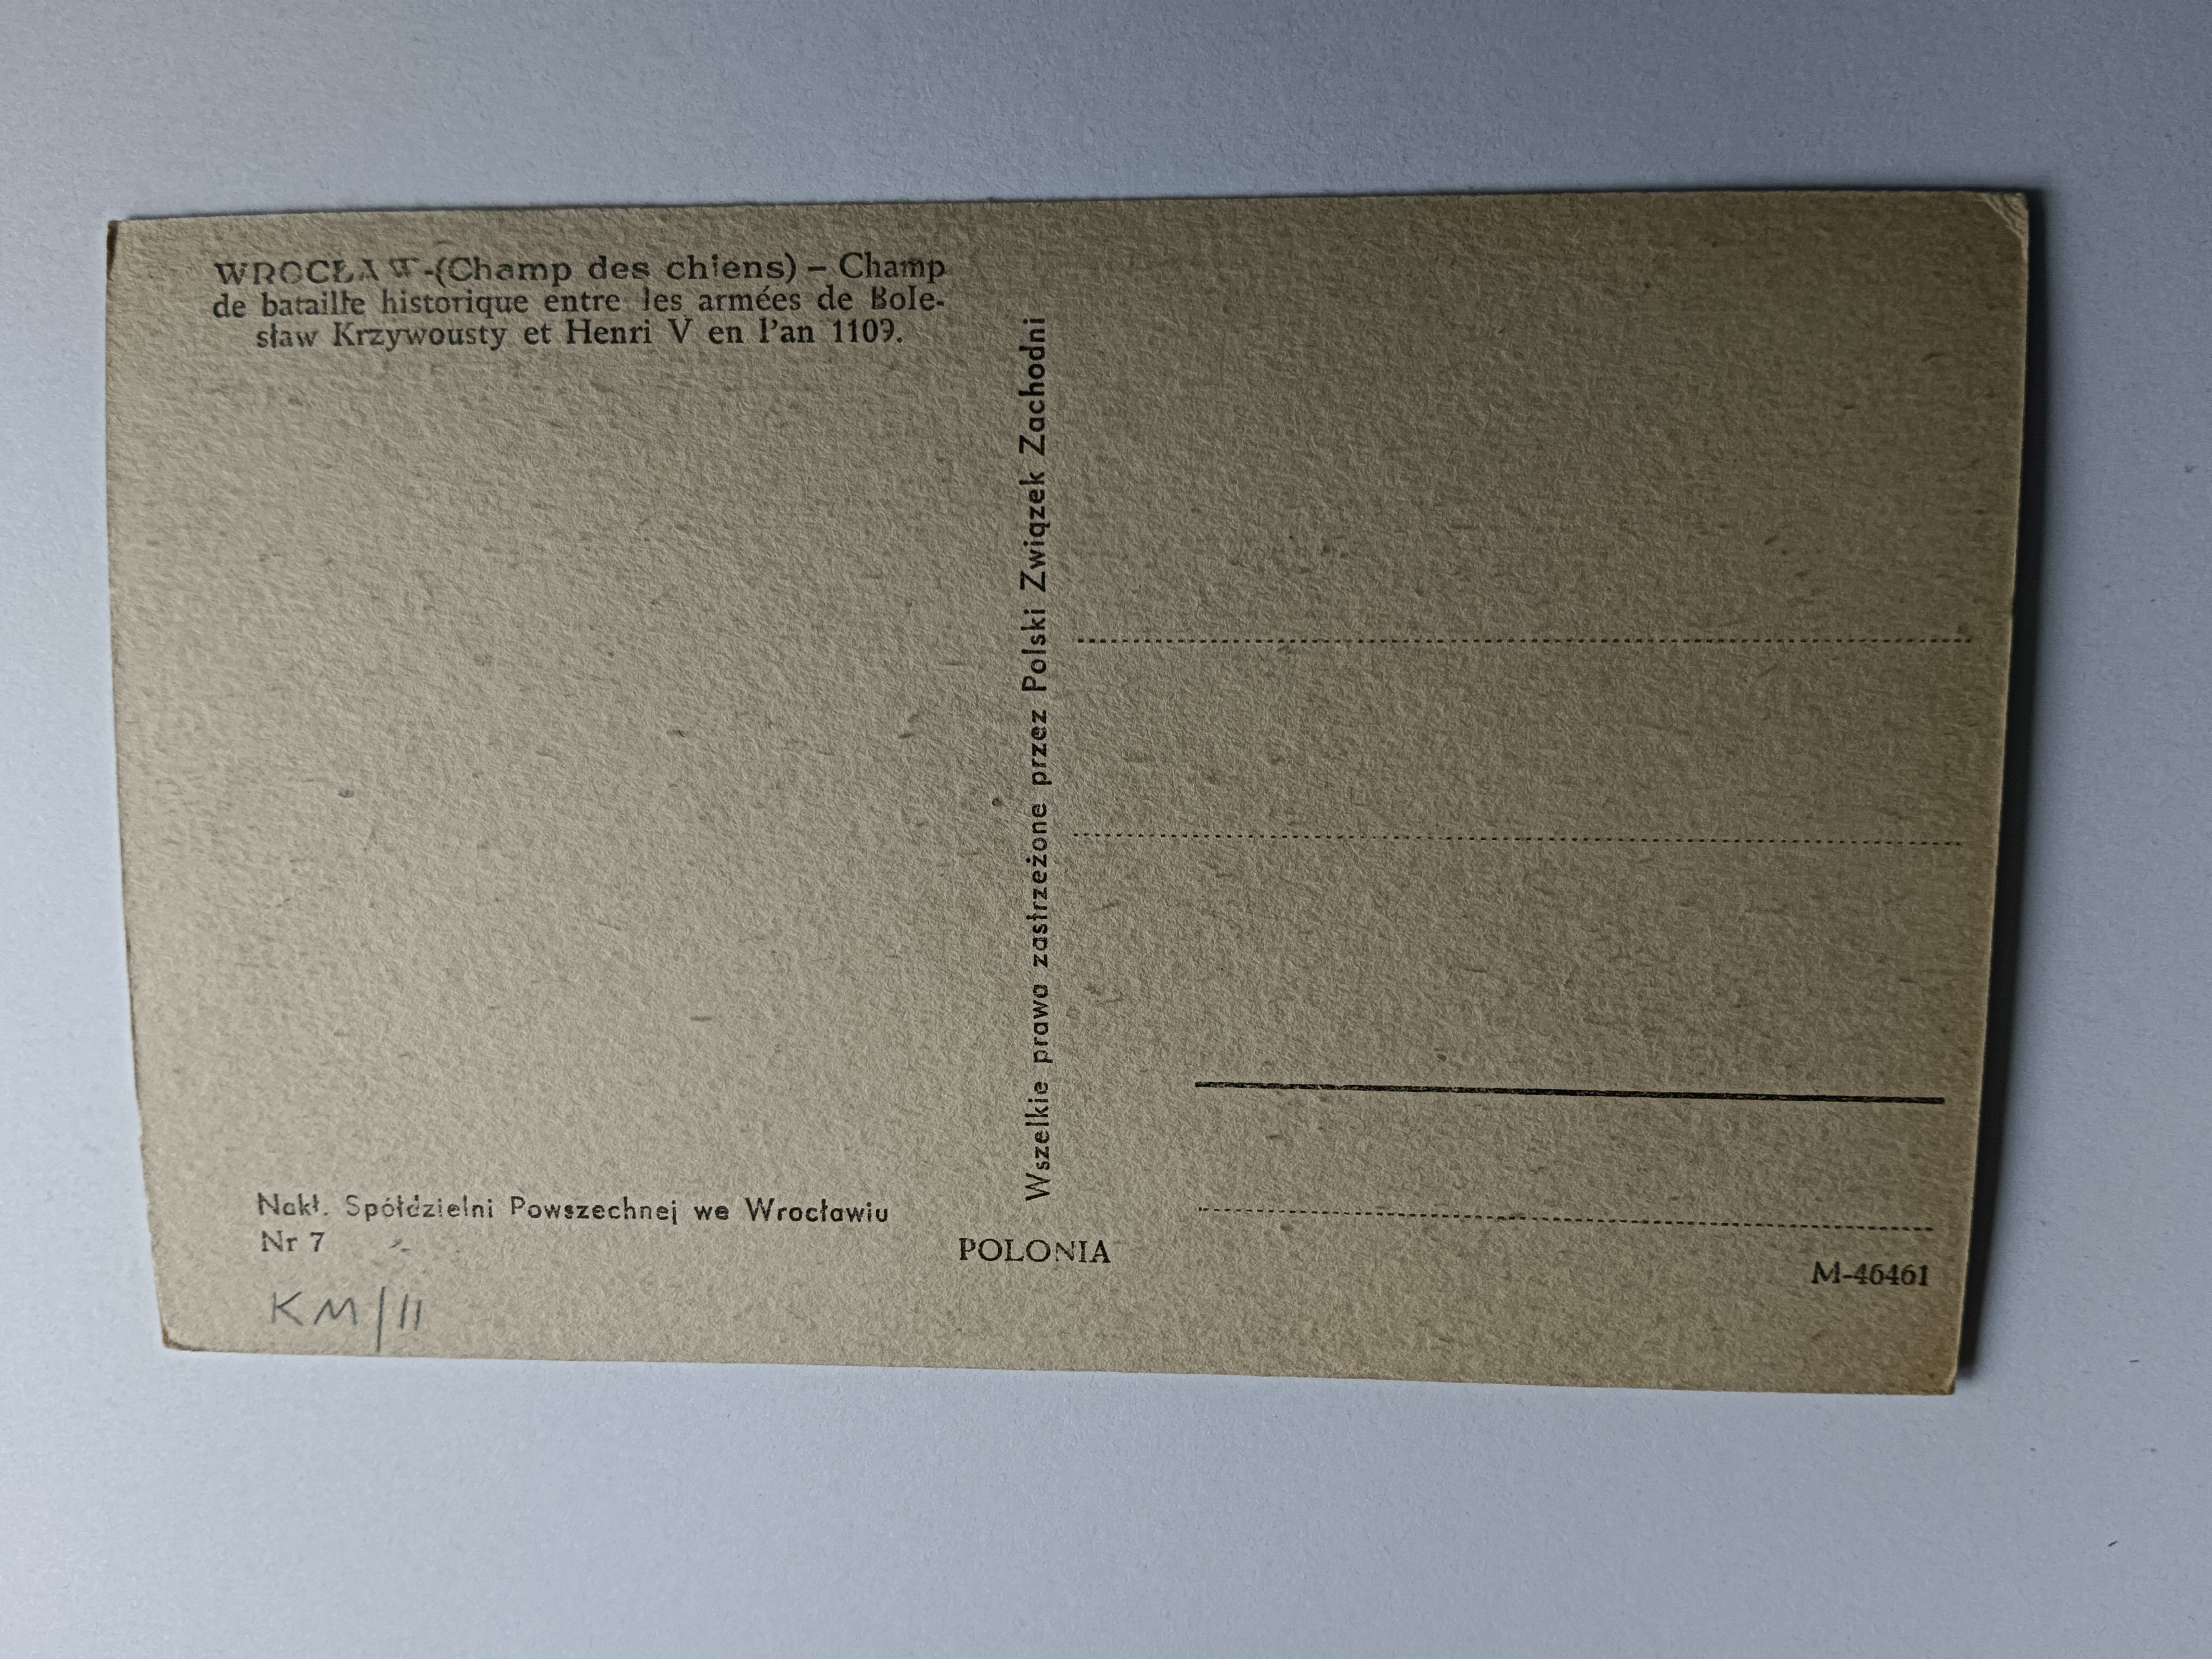 WROCŁAW-(Champ des chiens) – Champ
de bataille historique entre les armées de Bole-
sław Krzywousty et Henri V en l'an 1109.
Wszelkie prawa zastrzeżone przez Polski Związek Zachodni
Nakł. Spółdzielni Powszechnej we Wrocławiu
Nr 7
POLONIA
M-46461
KM/11